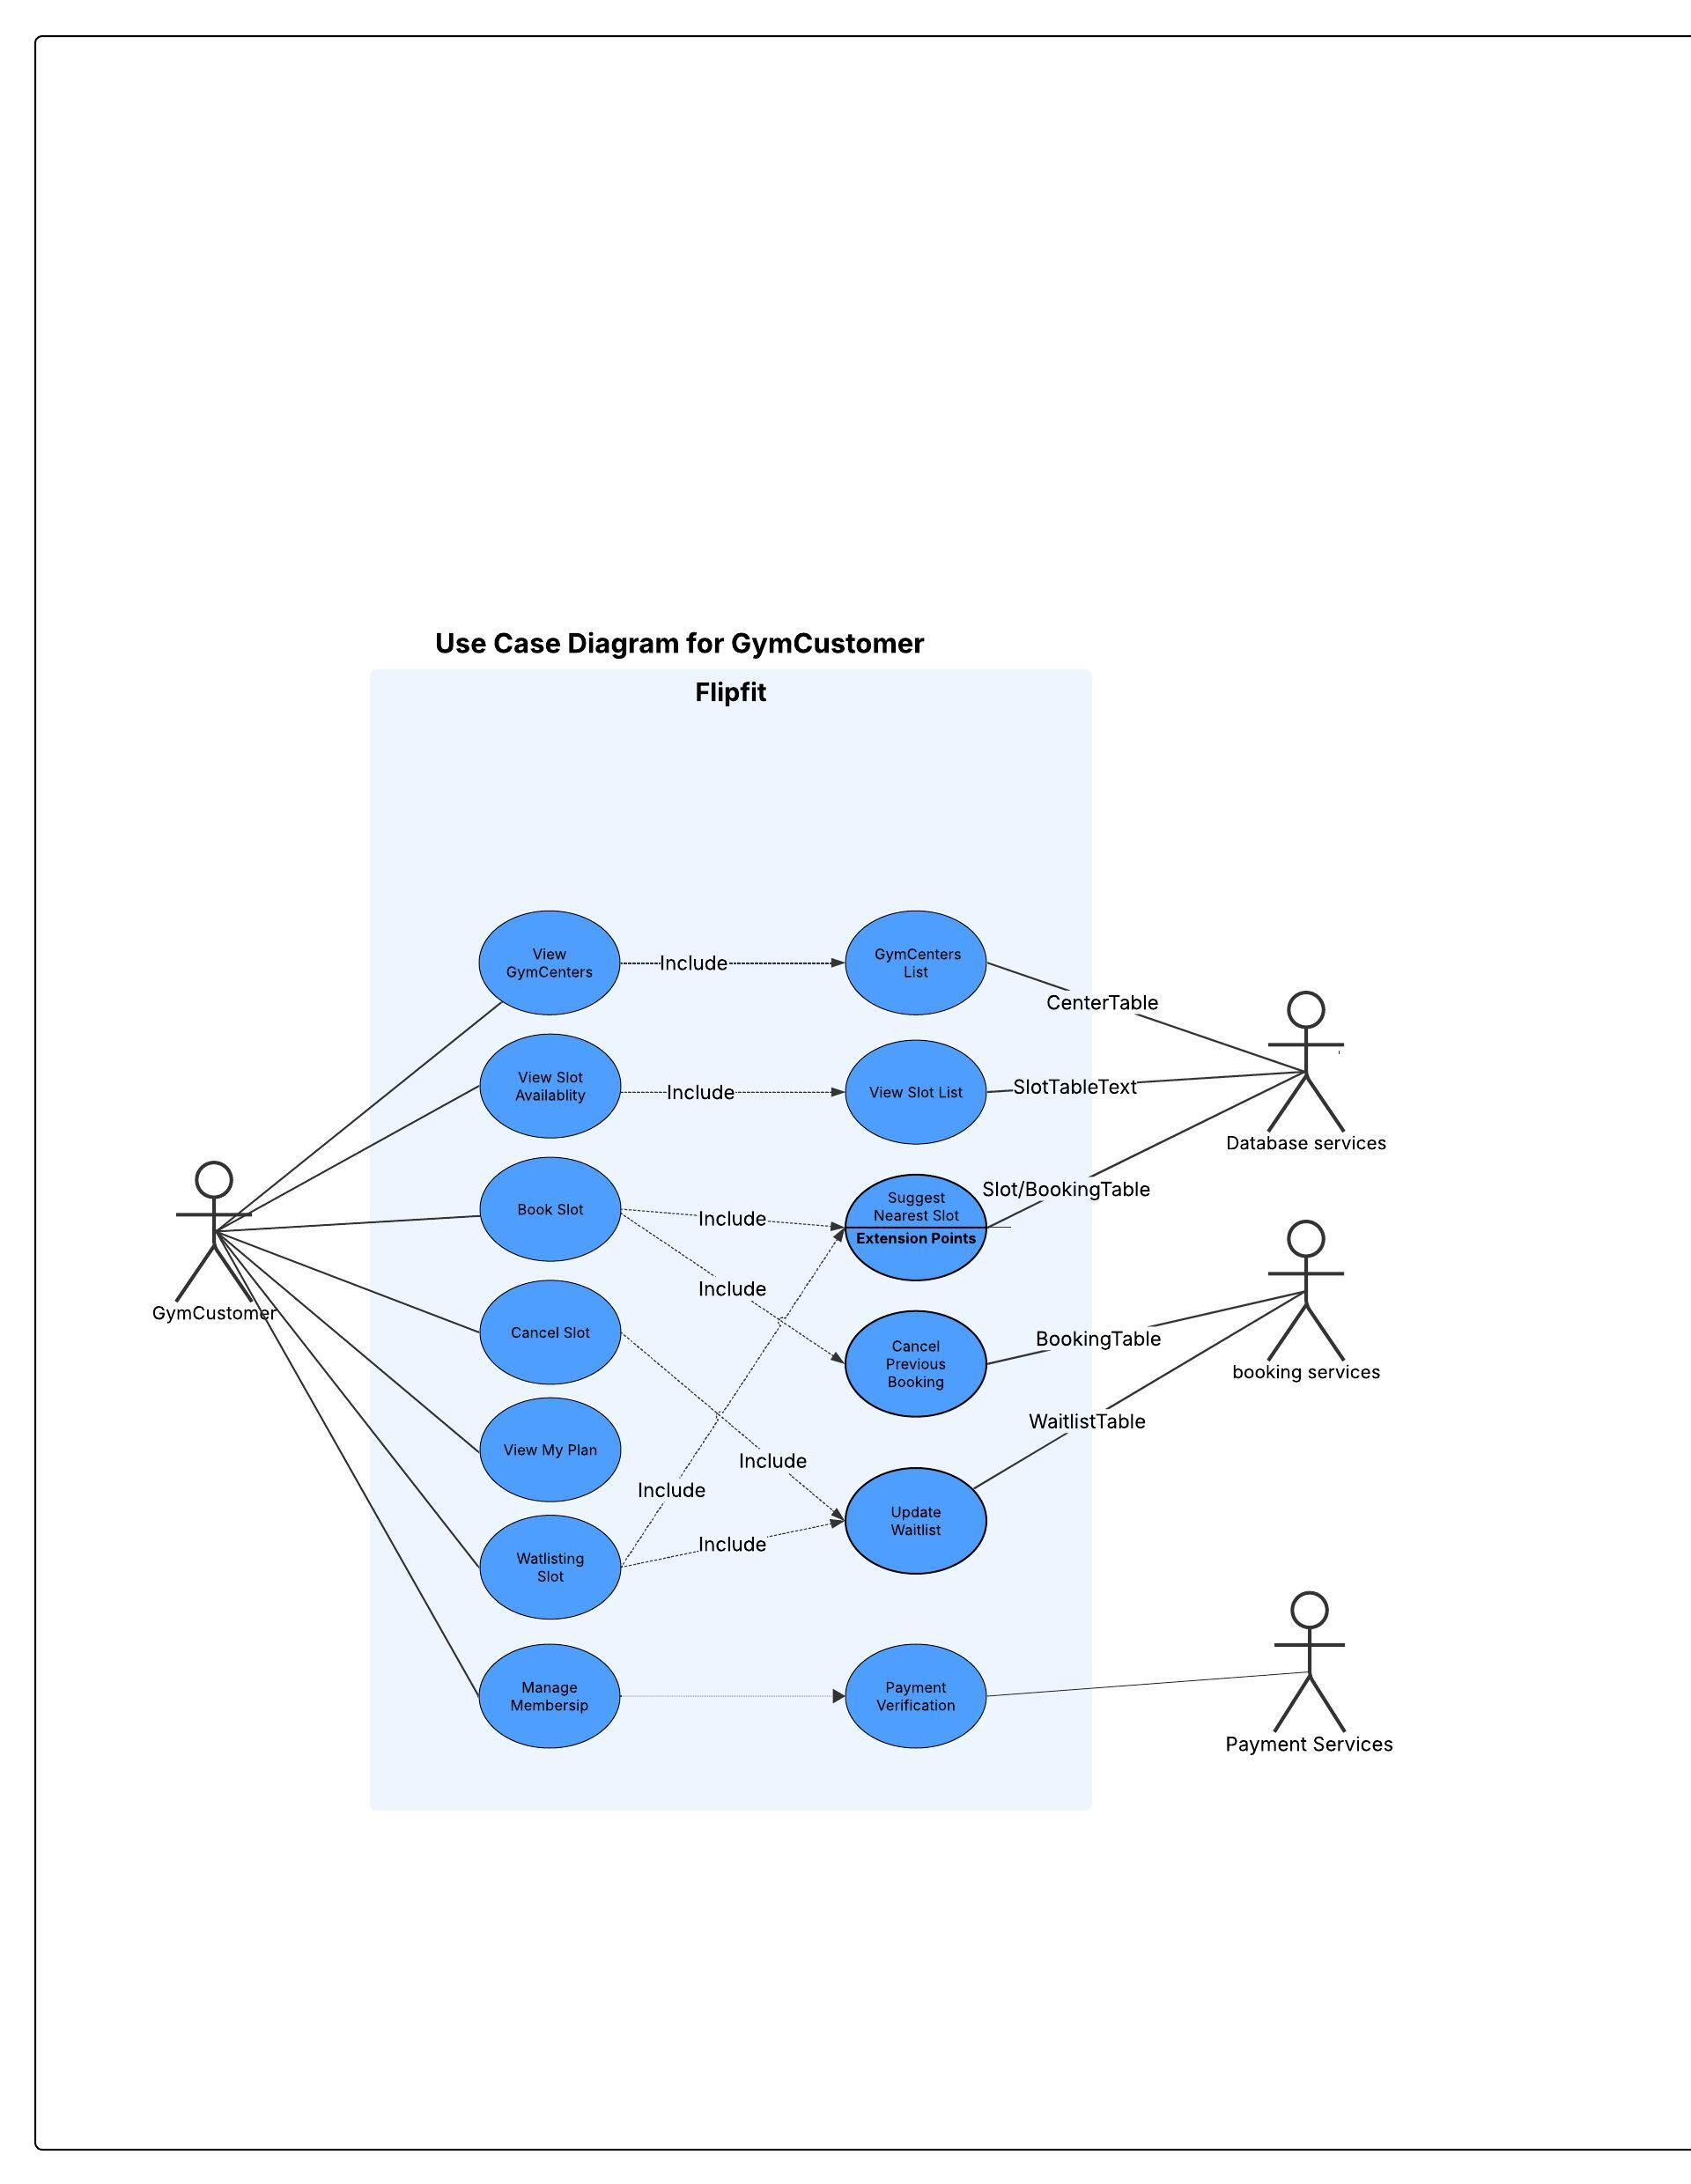 Use Case Diagram for GymCustomer
Flipfit
View
GymCenters
Include
GymCenters
List
CenterTable
View Slot
Availablity
Include
View Slot List
SlotTableText
Database services
Book Slot
Include
Suggest
Nearest Slot
Extension Points
Slot/BookingTable
Include
GymCustomer
Cancel Slot
Cancel
Previous
Booking
BookingTable
booking services
View My Plan
Include
WaitlistTable
Include
Update
Waitlist
Watlisting
Slot
Include
Manage
Membersip
Payment
Verification
Payment Services